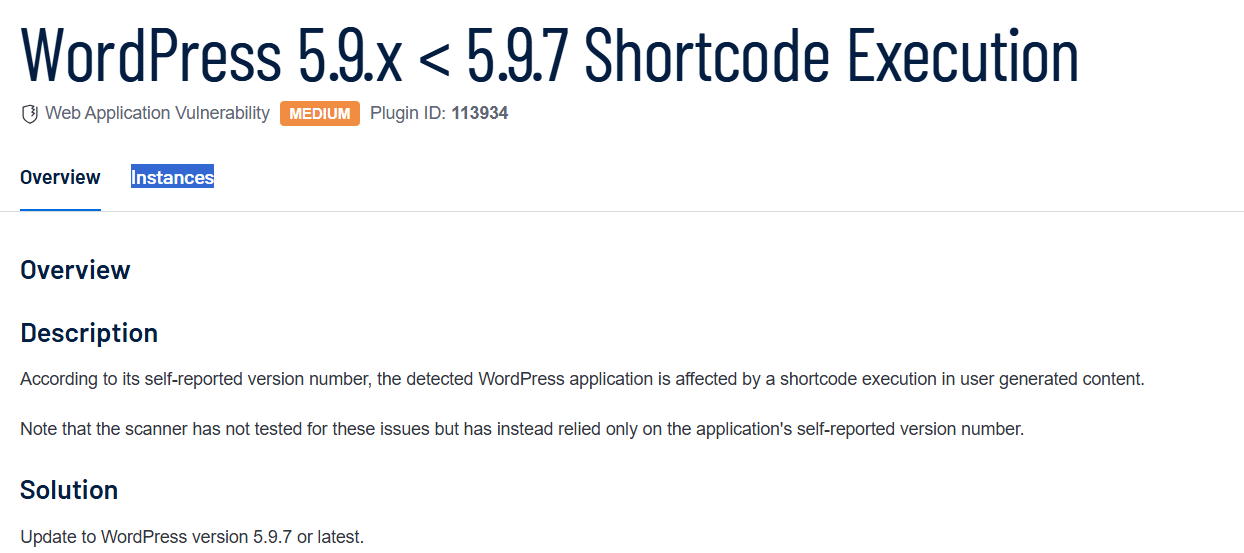 WordPress 5.9.x < 5.9.7 Shortcode Execution
Web Application Vulnerability MEDIUM Plugin ID: 113934
Overview Instances
Overview
Description
According to its self-reported version number, the detected WordPress application is affected by a shortcode execution in user generated content.
Note that the scanner has not tested for these issues but has instead relied only on the application's self-reported version number.
Solution
Update to WordPress version 5.9.7 or latest.